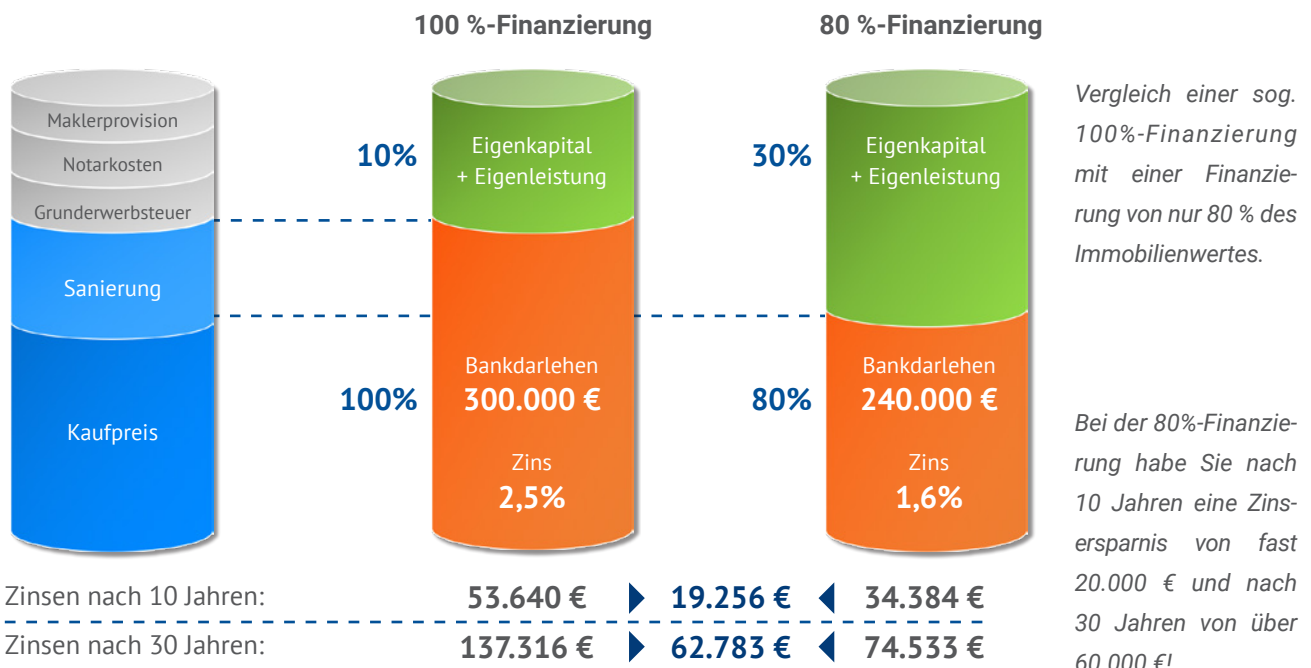 100 %-Finanzierung
80 %-Finanzierung
Maklerprovision
Notarkosten
Grunderwerbsteuer
Sanierung
Kaufpreis
10%
Eigenkapital
+ Eigenleistung
100%
Bankdarlehen
300.000 €
Zins
2,5%
30%
Eigenkapital
+ Eigenleistung
80%
Bankdarlehen
240.000 €
Zins
1,6%
Vergleich einer sog.
100%-Finanzierung
mit einer Finanzie-
rung von nur 80 % des
Immobilienwertes.
Bei der 80%-Finanzie-
rung habe Sie nach
10 Jahren eine Zins-
ersparnis von fast
20.000 € und nach
30 Jahren von über
60.000 €!
Zinsen nach 10 Jahren: 53.640 € 19.256 € 34.384 €
Zinsen nach 30 Jahren: 137.316 € 62.783 € 74.533 €